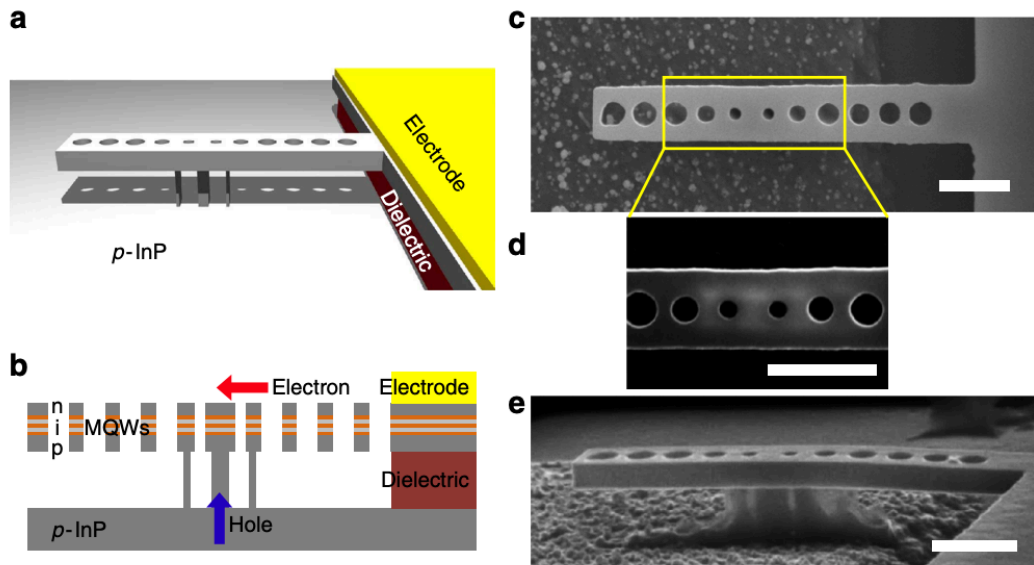 a
Electrode
Dielectric
p-InP
b
Electron
Electrode
n
i
p
MQWs
Dielectric
Hole
p-InP
c
d
e